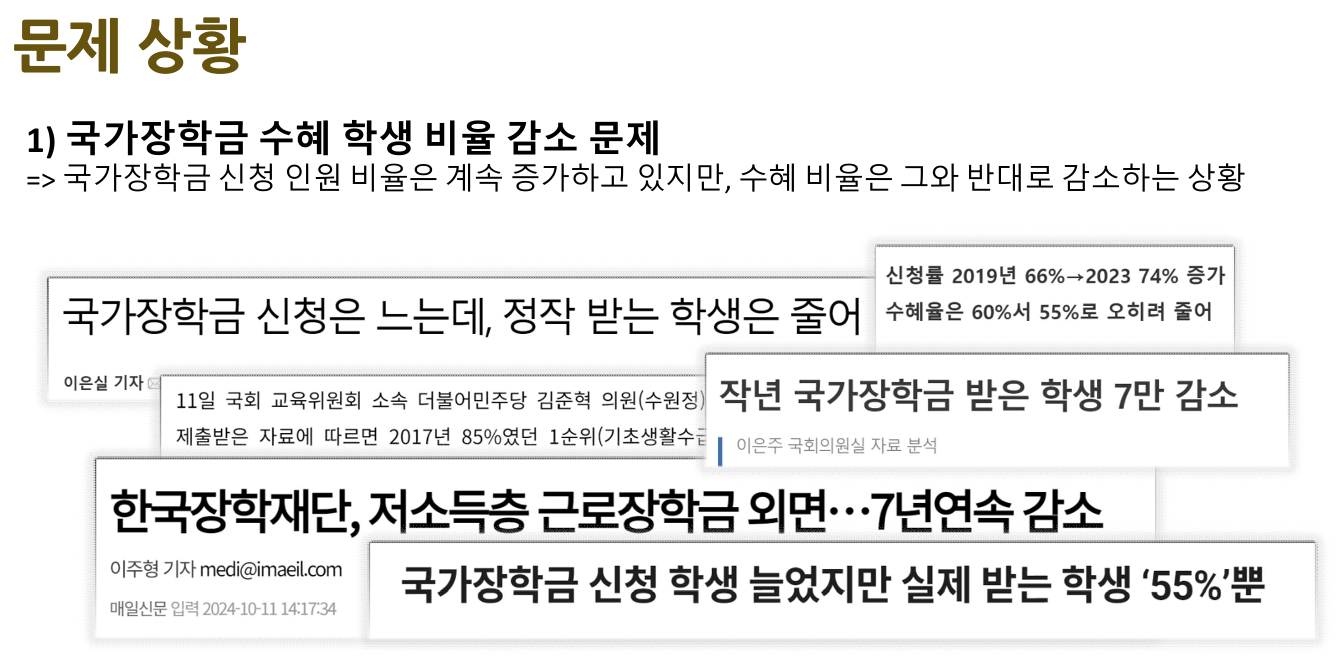 문제 상황
1) 국가장학금 수혜 학생 비율 감소 문제
=> 국가장학금 신청 인원 비율은 계속 증가하고 있지만, 수혜 비율은 그와 반대로 감소하는 상황
신청률 2019년 66%→2023 74% 증가
수혜율은 60%서 55%로 오히려 줄어
국가장학금 신청은 느는데, 정작 받는 학생은 줄어
이은실 기자
작년 국가장학금 받은 학생 7만 감소
이은주 국회의원실 자료 분석
11일 국회 교육위원회 소속 더불어민주당 김준혁 의원(수원정)
제출받은 자료에 따르면 2017년 85%였던 1순위(기초생활수급
한국장학재단, 저소득층 근로장학금 외면…7년연속 감소
이주형 기자 medi@imaeil.com
매일신문 입력 2024-10-11 14:17:34
국가장학금 신청 학생 늘었지만 실제 받는 학생 ‘55%’뿐